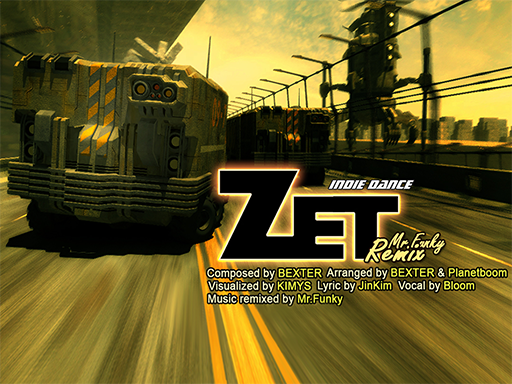 INDIE DANCE
ZET
Mr.Funky
Remix
Composed by BEXTER Arranged by BEXTER & Planetboom
Visualized by KIMYS Lyric by JinKim Vocal by Bloom
Music remixed by Mr.Funky